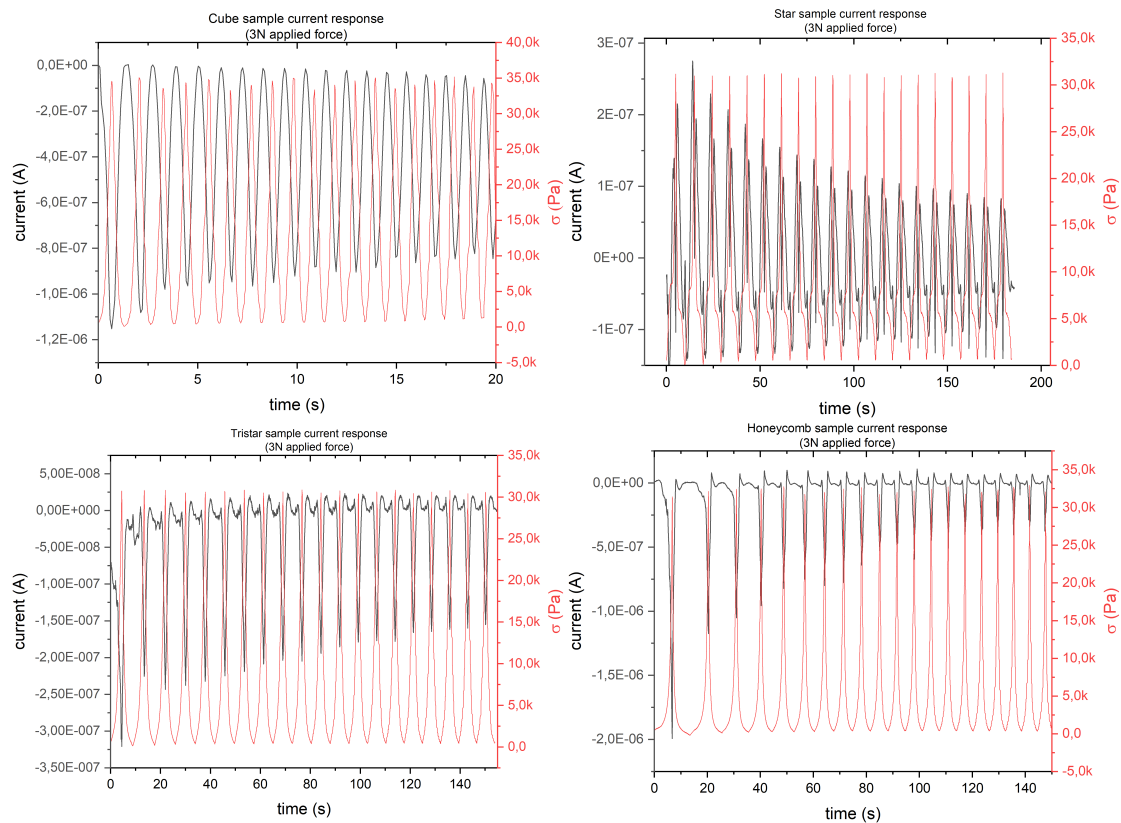 Cube sample current response
(3N applied force)
current (A)
0,0E+00
-2,0E-07
-4,0E-07
-6,0E-07
-8,0E-07
-1,0E-06
-1,2E-06
0
5
10
15
20
time (s)
40,0k
35,0k
30,0k
25,0k
20,0k
15,0k
10,0k
5,0k
0,0
-5,0k
σ (Pa)
Star sample current response
(3N applied force)
current (A)
3E-07
2E-07
1E-07
0E+00
-1E-07
0
50
100
150
200
time (s)
35,0k
30,0k
25,0k
20,0k
15,0k
10,0k
5,0k
0,0
σ (Pa)
Tristar sample current response
(3N applied force)
current (A)
5,00E-008
0,00E+000
-5,00E-008
-1,00E-007
-1,50E-007
-2,00E-007
-2,50E-007
-3,00E-007
-3,50E-007
0
20
40
60
80
100
120
140
time (s)
35,0k
30,0k
25,0k
20,0k
15,0k
10,0k
5,0k
0,0
σ (Pa)
Honeycomb sample current response
(3N applied force)
current (A)
0,0E+00
-5,0E-07
-1,0E-06
-1,5E-06
-2,0E-06
0
20
40
60
80
100
120
140
time (s)
35,0k
30,0k
25,0k
20,0k
15,0k
10,0k
5,0k
0,0
-5,0k
σ (Pa)